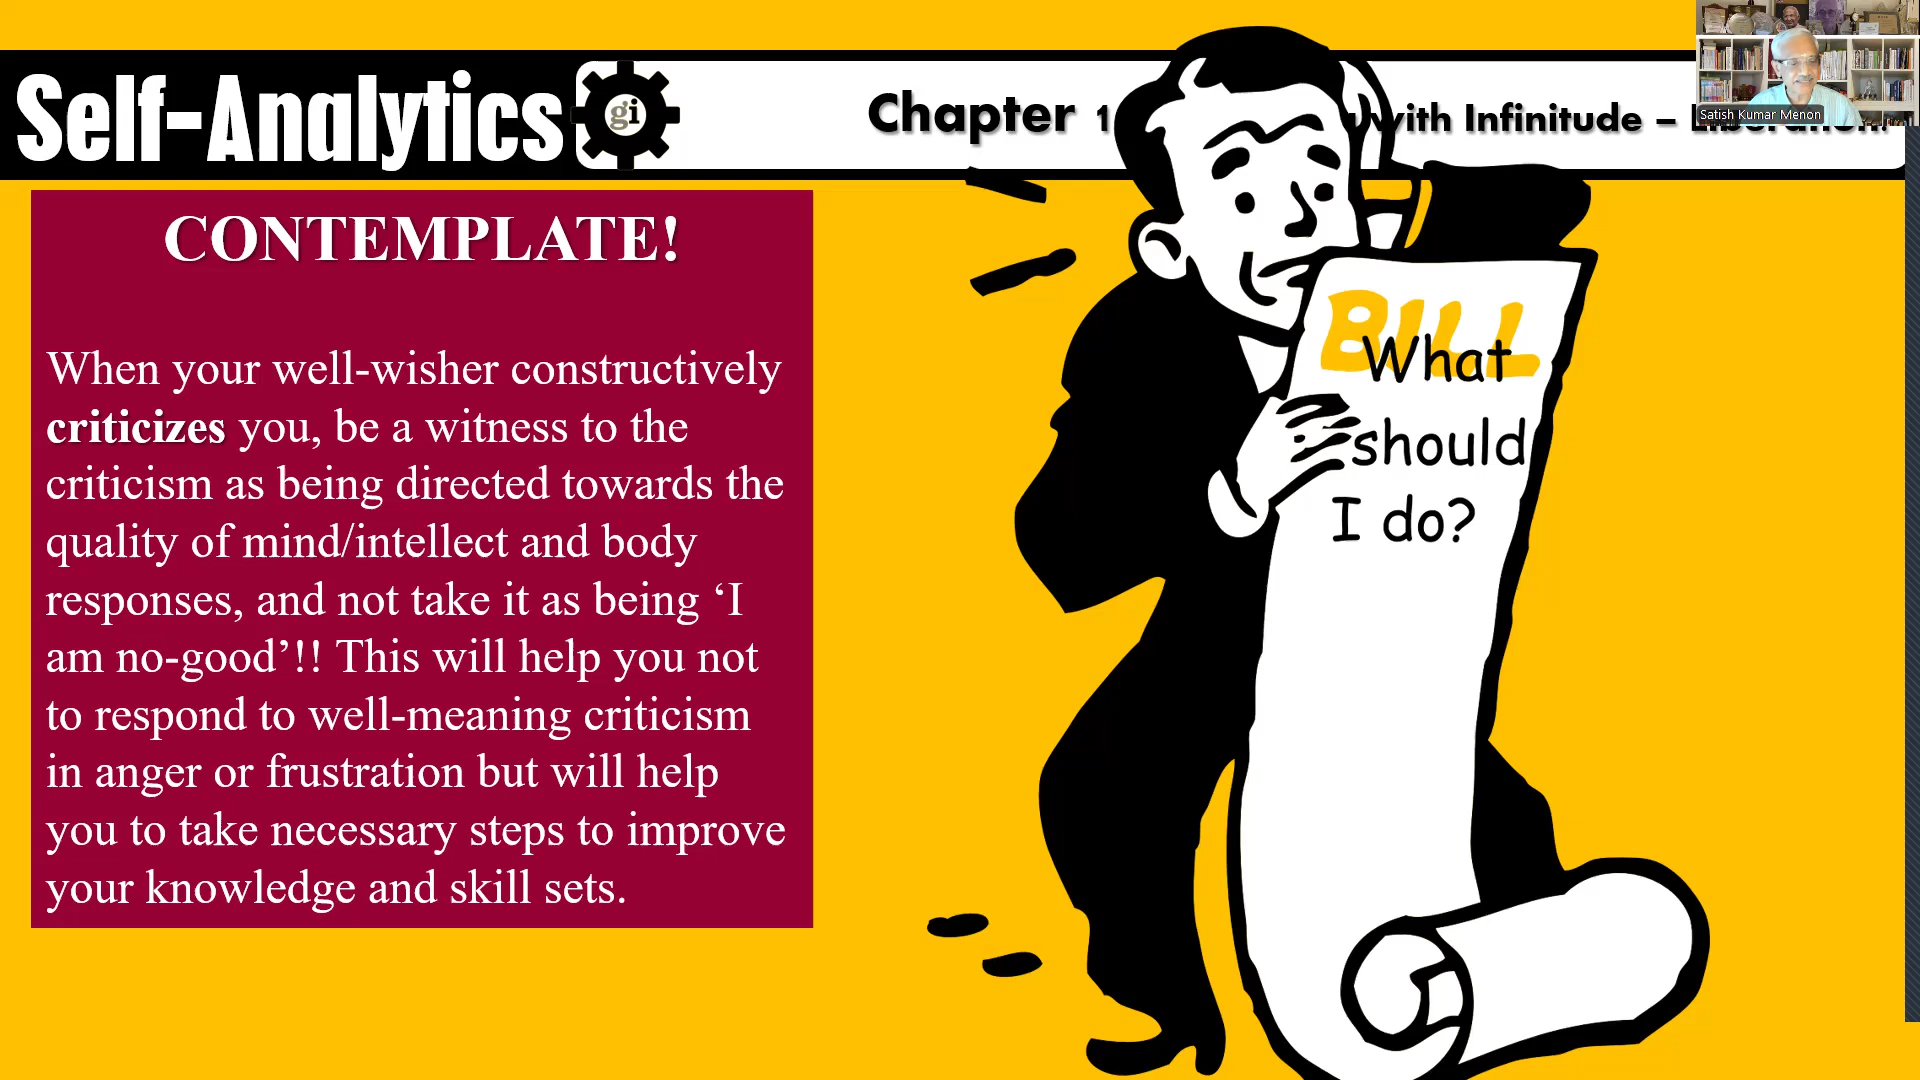 Self-Analytics
gi
Chapter 1
with Infinitude –
Satish Kumar Menon
CONTEMPLATE!
When your well-wisher constructively
criticizes you, be a witness to the
criticism as being directed towards the
quality of mind/intellect and body
responses, and not take it as being ‘I
am no-good’!! This will help you not
to respond to well-meaning criticism
in anger or frustration but will help
you to take necessary steps to improve
your knowledge and skill sets.
BILL
What
should
I do?